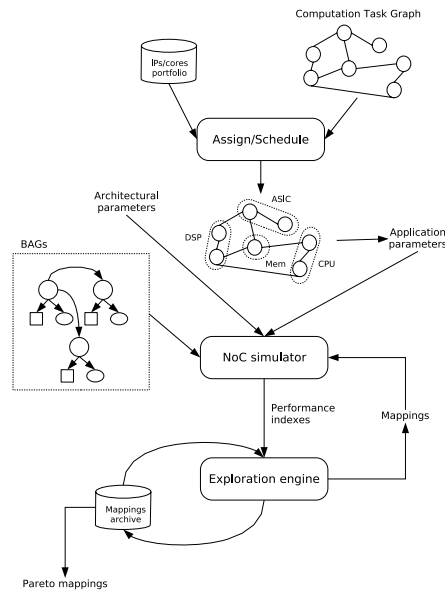 Computation Task Graph
IPs/cores
portfolio
Assign/Schedule
ASIC
Architectural
parameters
DSP
Application
parameters
BAGs
Mem
CPU
NoC simulator
Performance
indexes
Mappings
Exploration engine
Mappings
archive
Pareto mappings